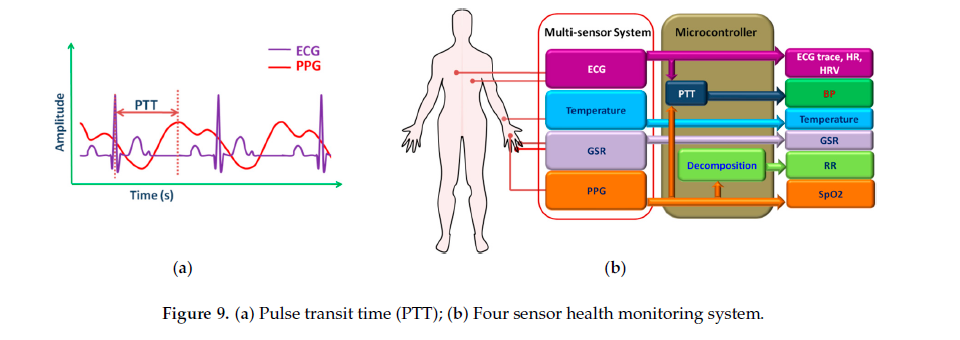 ECG
PPG
PTT
Amplitude
Time (s)
(a)
Multi-sensor System
ECG
Temperature
GSR
PPG
Microcontroller
PTT
Decomposition
ECG trace, HR,
HRV
BP
Temperature
GSR
RR
SpO2
(b)
Figure 9. (a) Pulse transit time (PTT); (b) Four sensor health monitoring system.